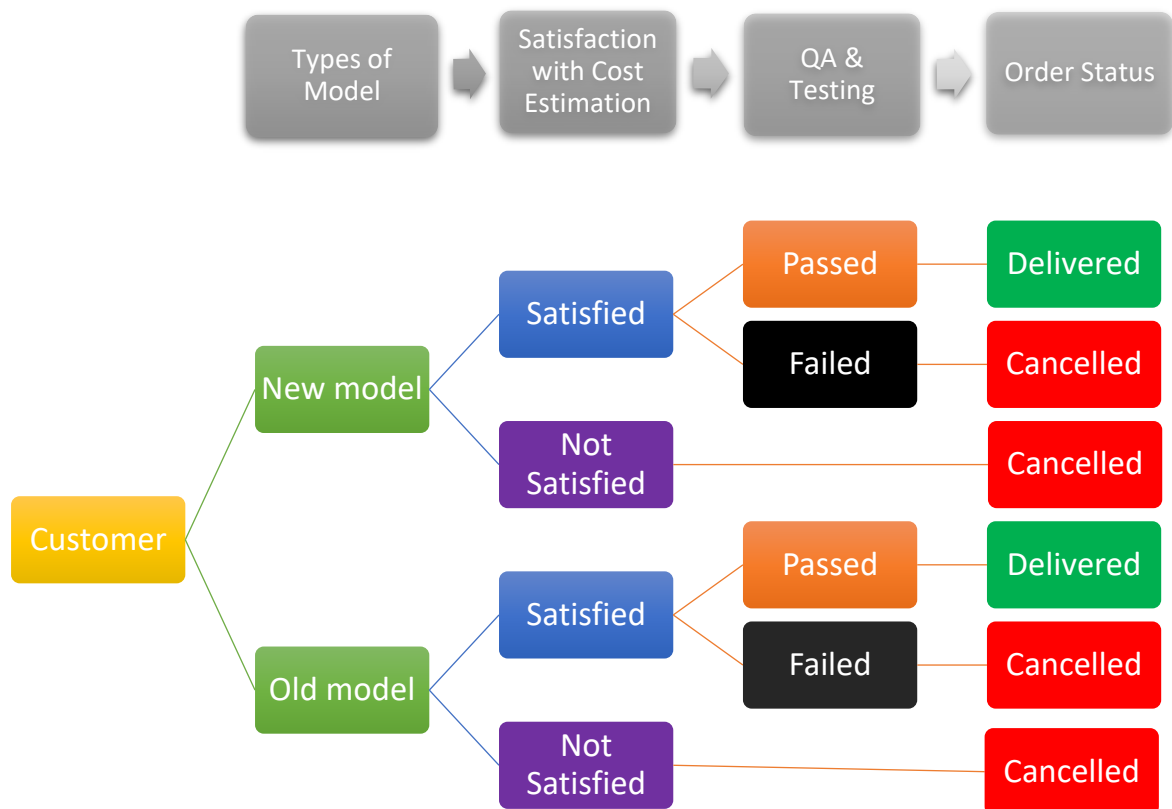 Types of
Model
Satisfaction
with Cost
Estimation
QA &
Testing
Order Status
Customer
New model
Satisfied
Passed
Delivered
Failed
Cancelled
Not
Satisfied
Cancelled
Old model
Satisfied
Passed
Delivered
Failed
Cancelled
Not
Satisfied
Cancelled